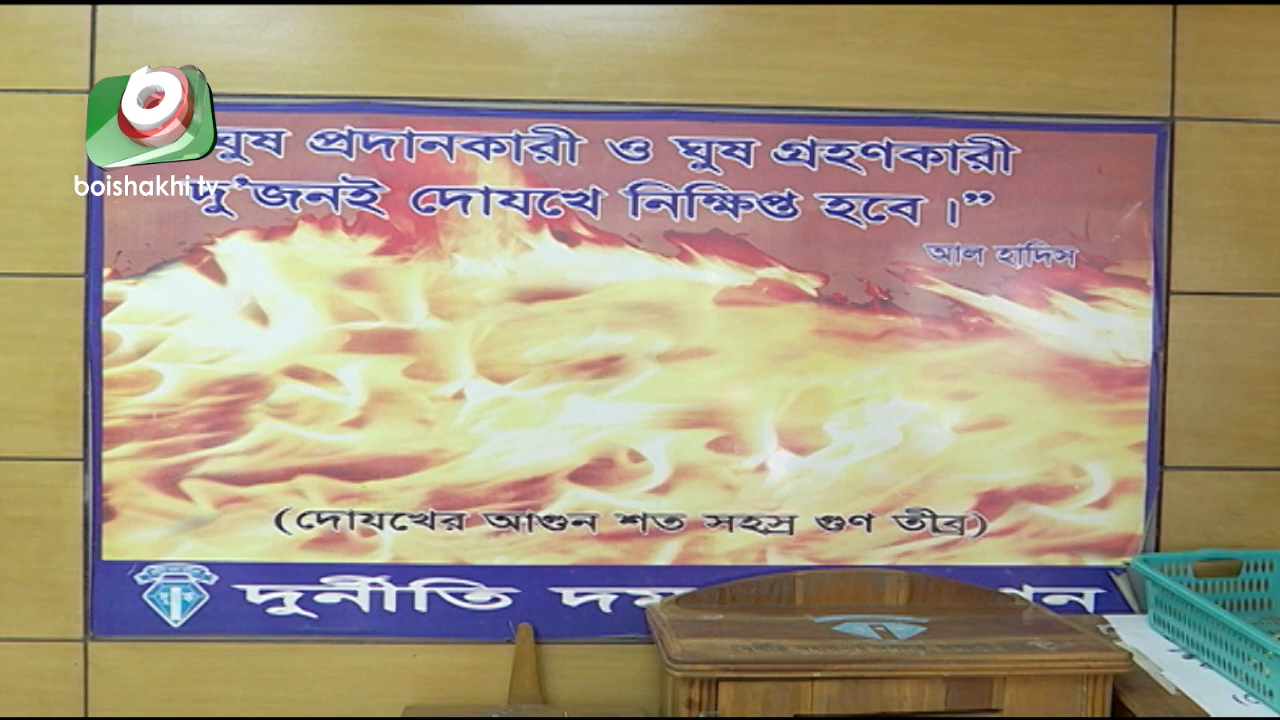 boishakhi tv
ঘুষ প্রদানকারী ও ঘুষ গ্রহণকারী
দু'জনই দোযখে নিক্ষিপ্ত হবে।”
আল হাদিস
(দোযখের আগুন শত সহস্র গুণ তীব্র)
দুর্নীতি